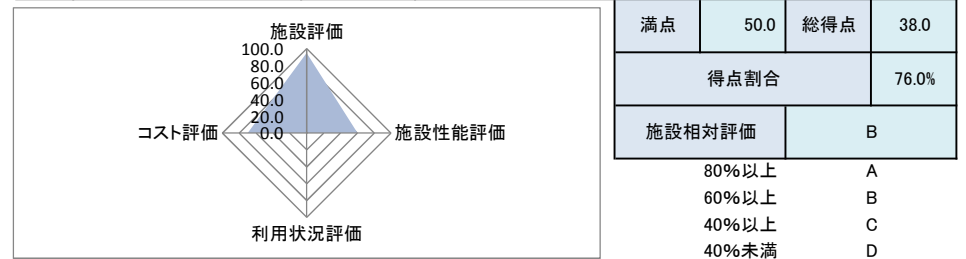 施設評価
100.0
80.0
60.0
40.0
20.0
0.0
コスト評価
施設性能評価
利用状況評価
満点 50.0 総得点 38.0
得点割合 76.0%
施設相対評価 B
80%以上 A
60%以上 B
40%以上 C
40%未満 D